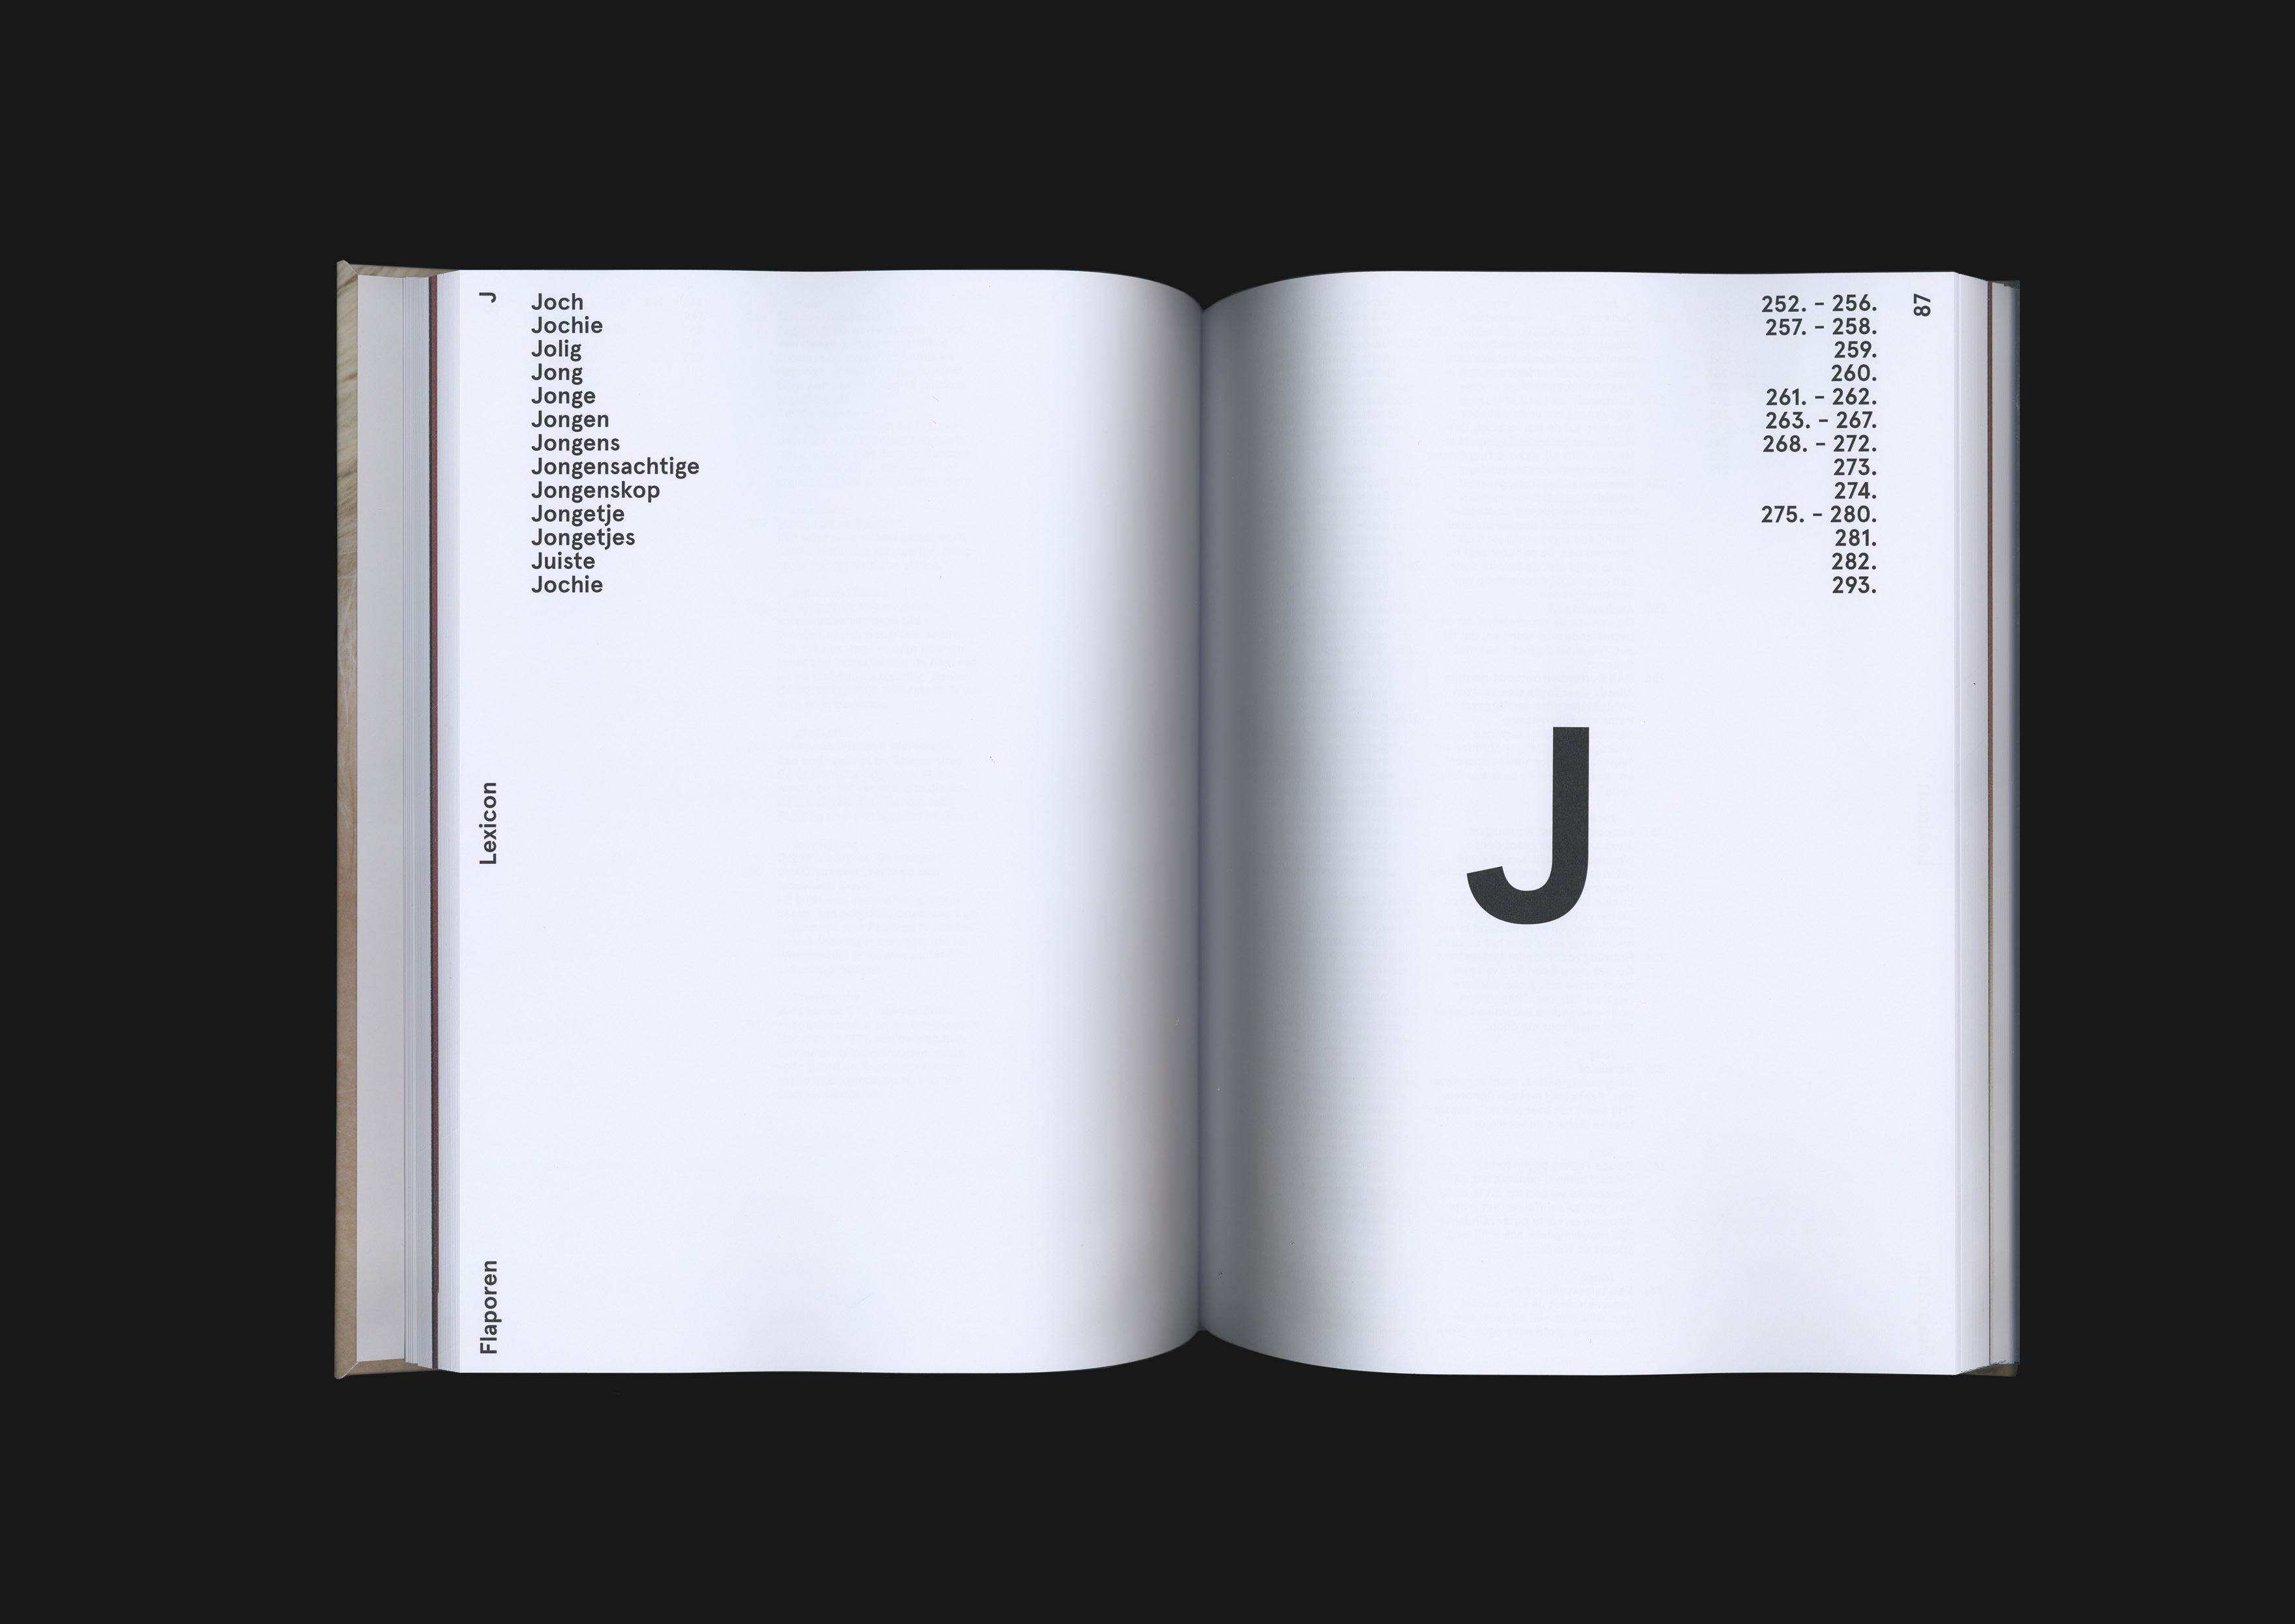 J
Joch
Jochie
Jolig
Jong
Jonge
Jongen
Jongens
Jongensachtige
Jongenskop
Jongetje
Jongetjes
Juiste
Jochie
Lexicon
Flaporen
252. – 256.
257. – 258.
259.
260.
261. – 262.
263. – 267.
268. – 272.
273.
274.
275. – 280.
281.
282.
293.
87
J